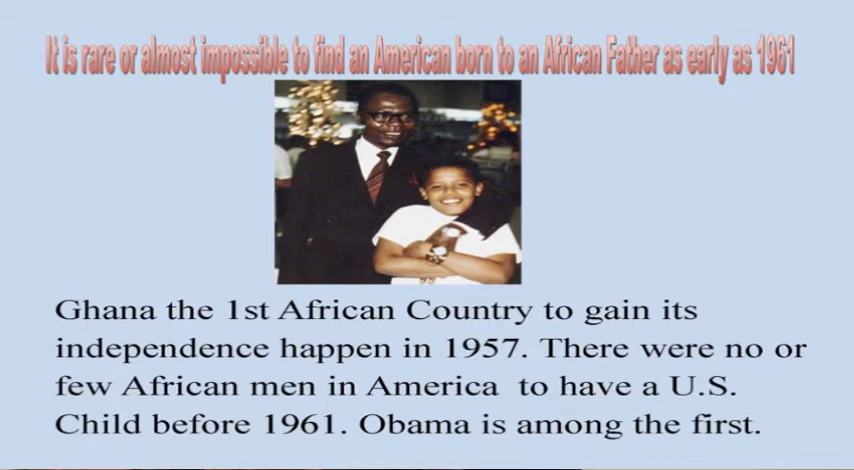 It is rare or almost impossible to find an American born to an African Father as early as 1961
Ghana the 1st African Country to gain its
independence happen in 1957. There were no or
few African men in America to have a U.S.
Child before 1961. Obama is among the first.